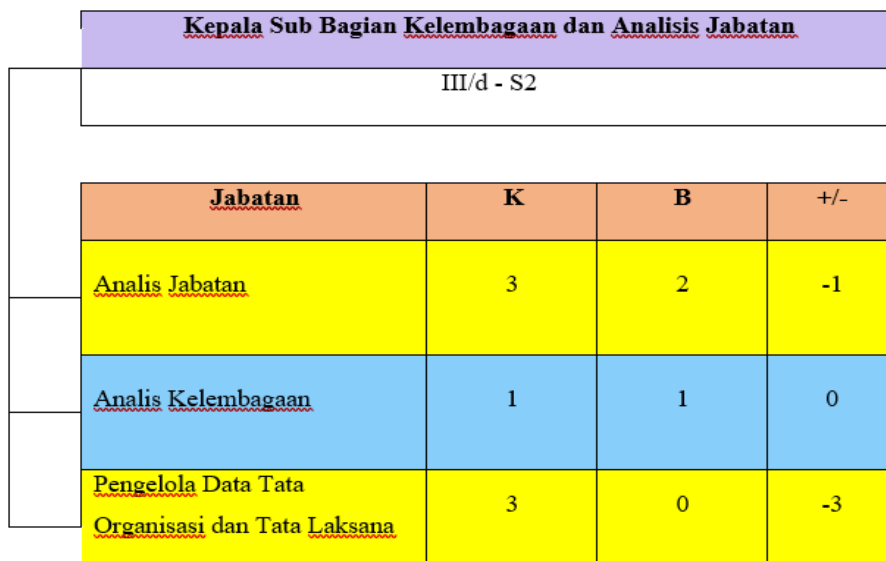 Kepala Sub Bagian Kelembagaan dan Analisis Jabatan
III/d - S2
Jabatan K B +/-
Analis Jabatan 3 2 -1
Analis Kelembagaan 1 1 0
Pengelola Data Tata
Organisasi dan Tata Laksana 3 0 -3